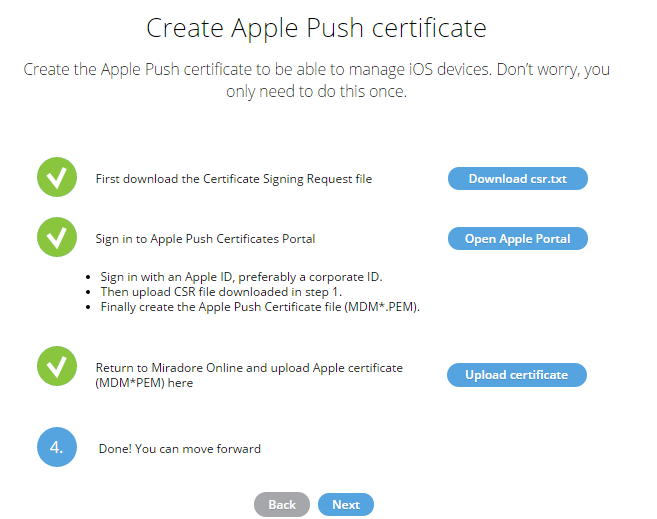 Create Apple Push certificate
Create the Apple Push certificate to be able to manage iOS devices. Don't worry, you
only need to do this once.
First download the Certificate Signing Request file
Download csr.txt
Sign in to Apple Push Certificates Portal
Open Apple Portal
• Sign in with an Apple ID, preferably a corporate ID.
• Then upload CSR file downloaded in step 1.
• Finally create the Apple Push Certificate file (MDM*.PEM).
Return to Miradore Online and upload Apple certificate
(MDM*PEM) here
Upload certificate
4.
Done! You can move forward
Back
Next